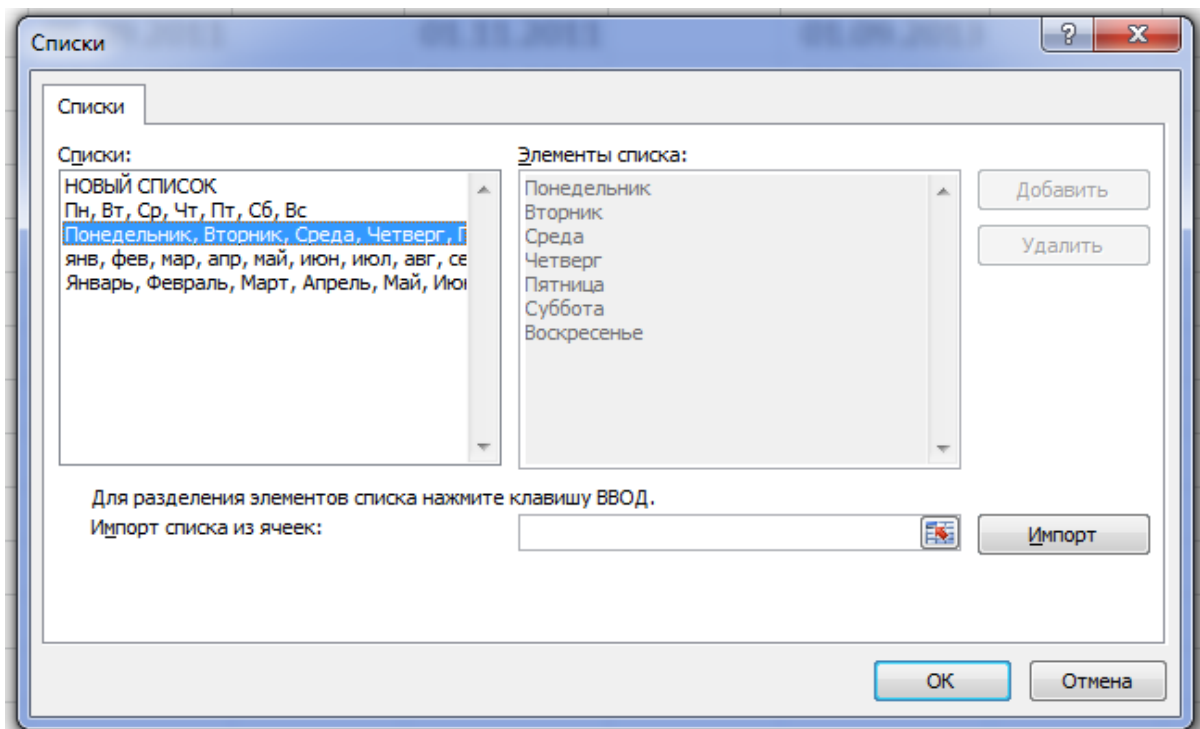 Списки
Списки
Списки:
НОВЫЙ СПИСОК
Пн, Вт, Ср, Чт, Пт, Сб, Вс
Понедельник, Вторник, Среда, Четверг, П
янв, фев, мар, апр, май, июн, июл, авг, се
Январь, Февраль, Март, Апрель, Май, Июн
Элементы списка:
Понедельник
Вторник
Среда
Четверг
Пятница
Суббота
Воскресенье
Добавить
Удалить
Для разделения элементов списка нажмите клавишу ВВОД.
Импорт списка из ячеек:
Импорт
ОК
Отмена